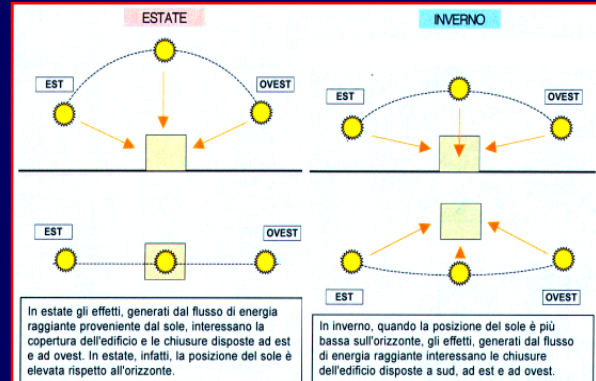 ESTATE
INVERNO
EST
OVEST
EST
OVEST
EST
OVEST
EST
OVEST
In estate gli effetti, generati dal flusso di energia
raggiante proveniente dal sole, interessano la
copertura dell'edificio e le chiusure disposte ad est
e ad ovest. In estate, infatti, la posizione del sole è
elevata rispetto all'orizzonte.
In inverno, quando la posizione del sole è più
bassa sull'orizzonte, gli effetti, generati dal flusso
di energia raggiante interessano le chiusure
dell'edificio disposte a sud, ad est e ad ovest.